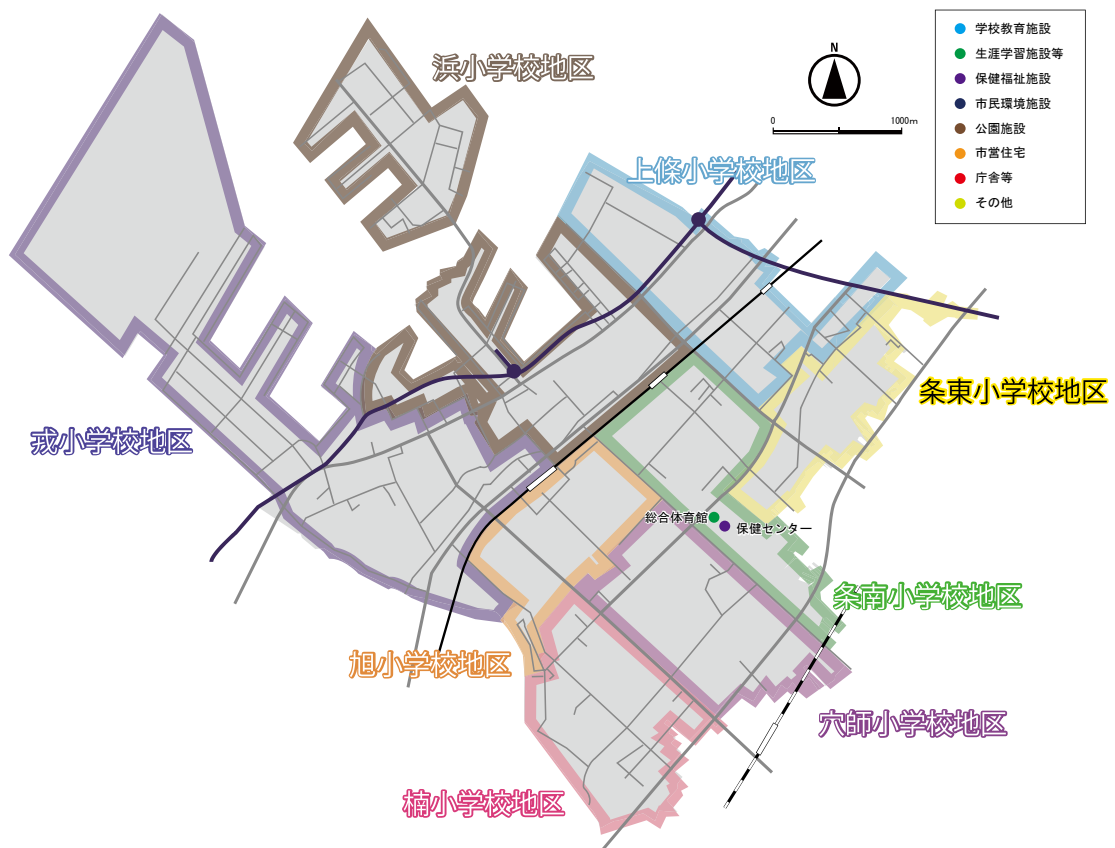 浜小学校地区
N
0 1000m
学校教育施設
生涯学習施設等
保健福祉施設
市民環境施設
公園施設
市営住宅
庁舎等
その他
上條小学校地区
条東小学校地区
戎小学校地区
総合体育館
保健センター
条南小学校地区
旭小学校地区
穴師小学校地区
楠小学校地区